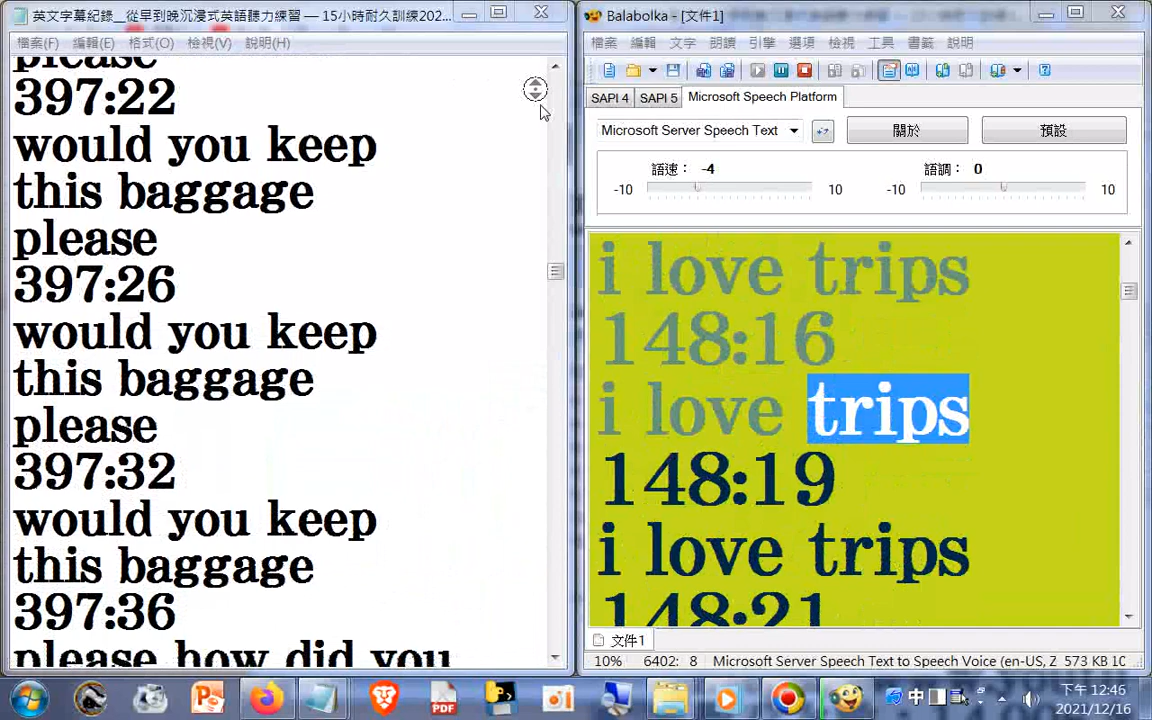 英文字幕紀錄__從早到晚沉浸式英語聽力練習 — 15小時耐久訓練202...
檔案(F) 編輯(E) 格式(O) 檢視(V) 說明(H)
please
397:22
would you keep
this baggage
please
397:26
would you keep
this baggage
please
397:32
would you keep
this baggage
397:36
please how did you
Balabolka - [文件1]
檔案 編輯 文字 朗讀 引擎 選項 檢視 工具 書籤 說明
SAPI 4 SAPI 5 Microsoft Speech Platform
Microsoft Server Speech Text 關於 預設
語速： -4 語調： 0
-10 10 -10 10
i love trips
148:16
i love trips
148:19
i love trips
148:21
文件1
10% 6402: 8 Microsoft Server Speech Text to Speech Voice (en-US, Z 573 KB
PDF
中
下午 12:46
2021/12/16